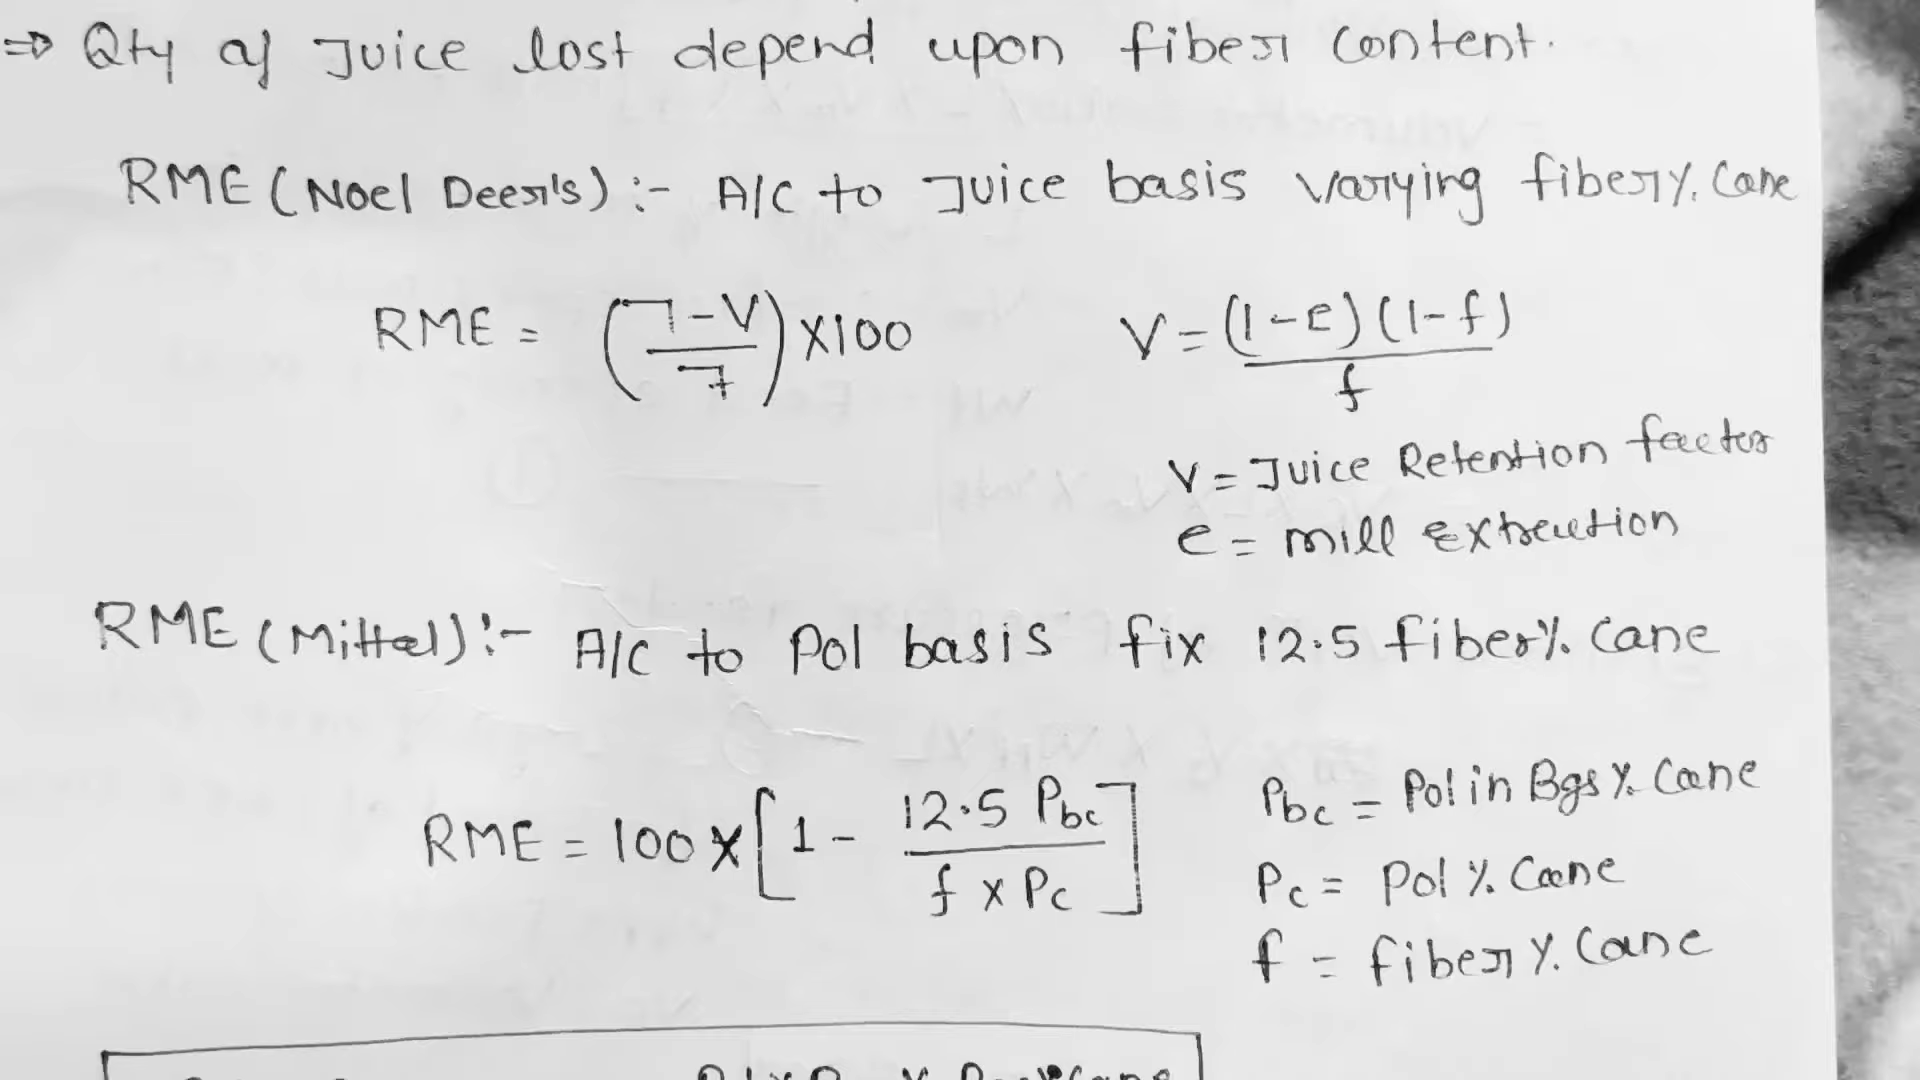 ⇒ Qty of Juice lost depend upon fiber content.
RME (Noel Deer's) :- A/C to Juice basis varying fiber % Cane
RME = ((7-V)/7) X100
V = ((1-e)(1-f))/f
V = Juice Retention factor
e = mill Extraction
RME (Mittal) :- A/C to Pol basis fix 12.5 fiber % Cane
RME = 100 x [1 - (12.5 Pbc)/(f x Pc)]
Pbc = Pol in Bgs % Cane
Pc = Pol % Cane
f = fiber % Cane